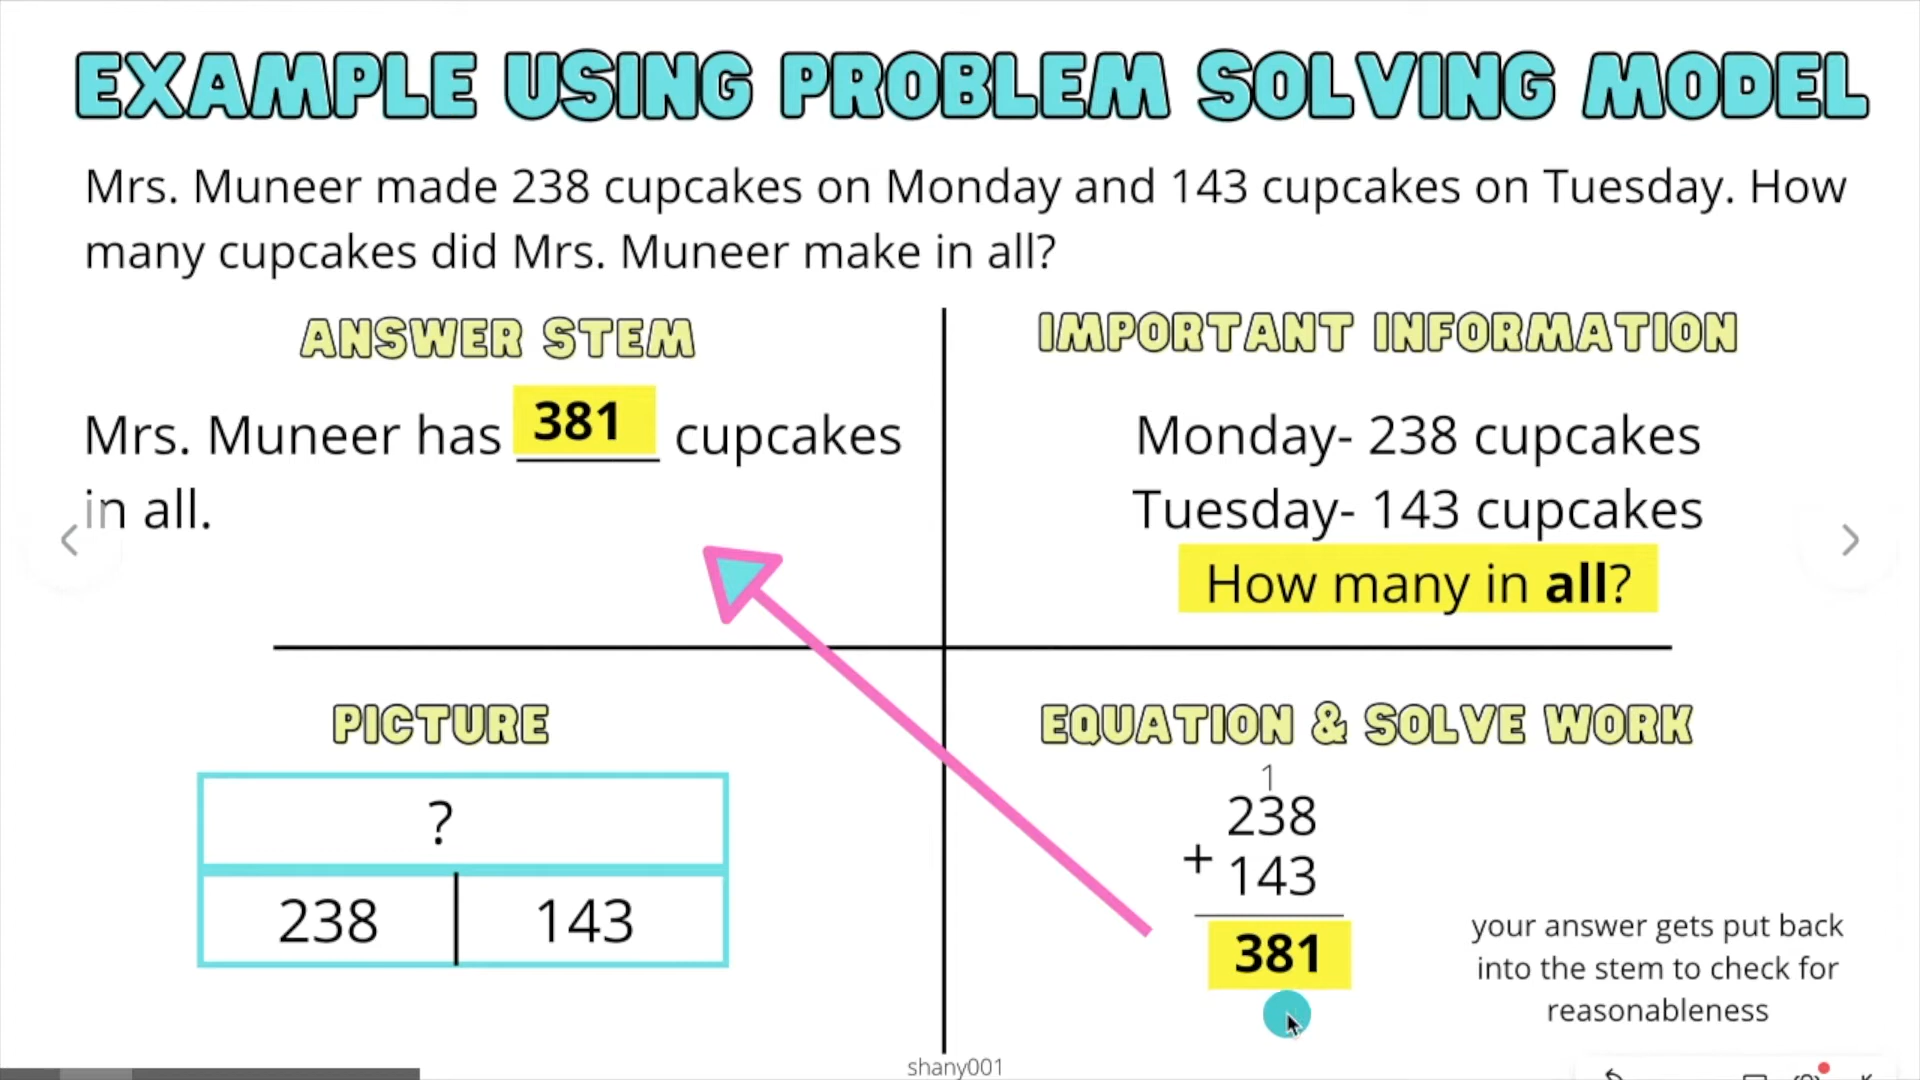 EXAMPLE USING PROBLEM SOLVING MODEL
Mrs. Muneer made 238 cupcakes on Monday and 143 cupcakes on Tuesday. How
many cupcakes did Mrs. Muneer make in all?
ANSWER STEM
Mrs. Muneer has 381 cupcakes
in all.
IMPORTANT INFORMATION
Monday- 238 cupcakes
Tuesday- 143 cupcakes
How many in all?
PICTURE
?
238 143
EQUATION & SOLVE WORK
1
238
+ 143
381
your answer gets put back
into the stem to check for
reasonableness
shany001